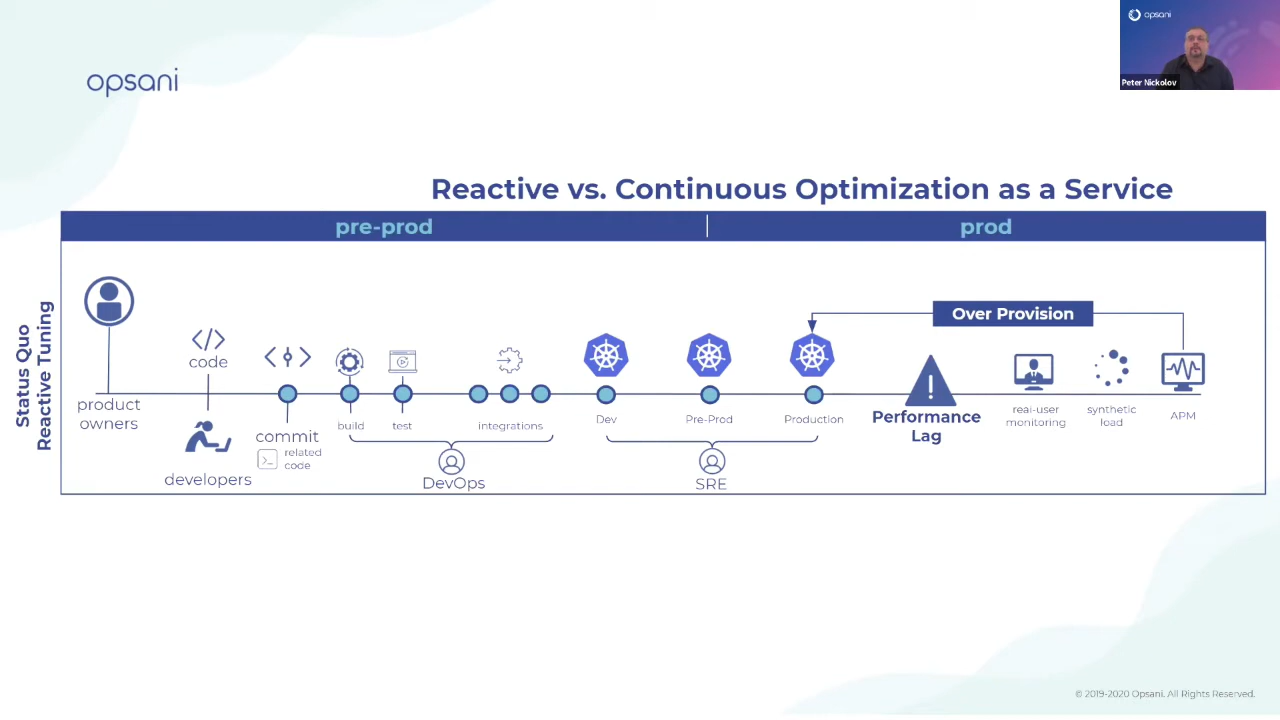 opsani
Peter Nickolov
opsani
Reactive vs. Continuous Optimization as a Service
pre-prod
prod
Status Quo
Reactive Tuning
Over Provision
</>
code
product
owners
developers
commit
>_
related
code
build
test
integrations
DevOps
Dev
Pre-Prod
Production
SRE
!
Performance
Lag
real-user
monitoring
synthetic
load
APM
© 2019-2020 Opsani. All Rights Reserved.